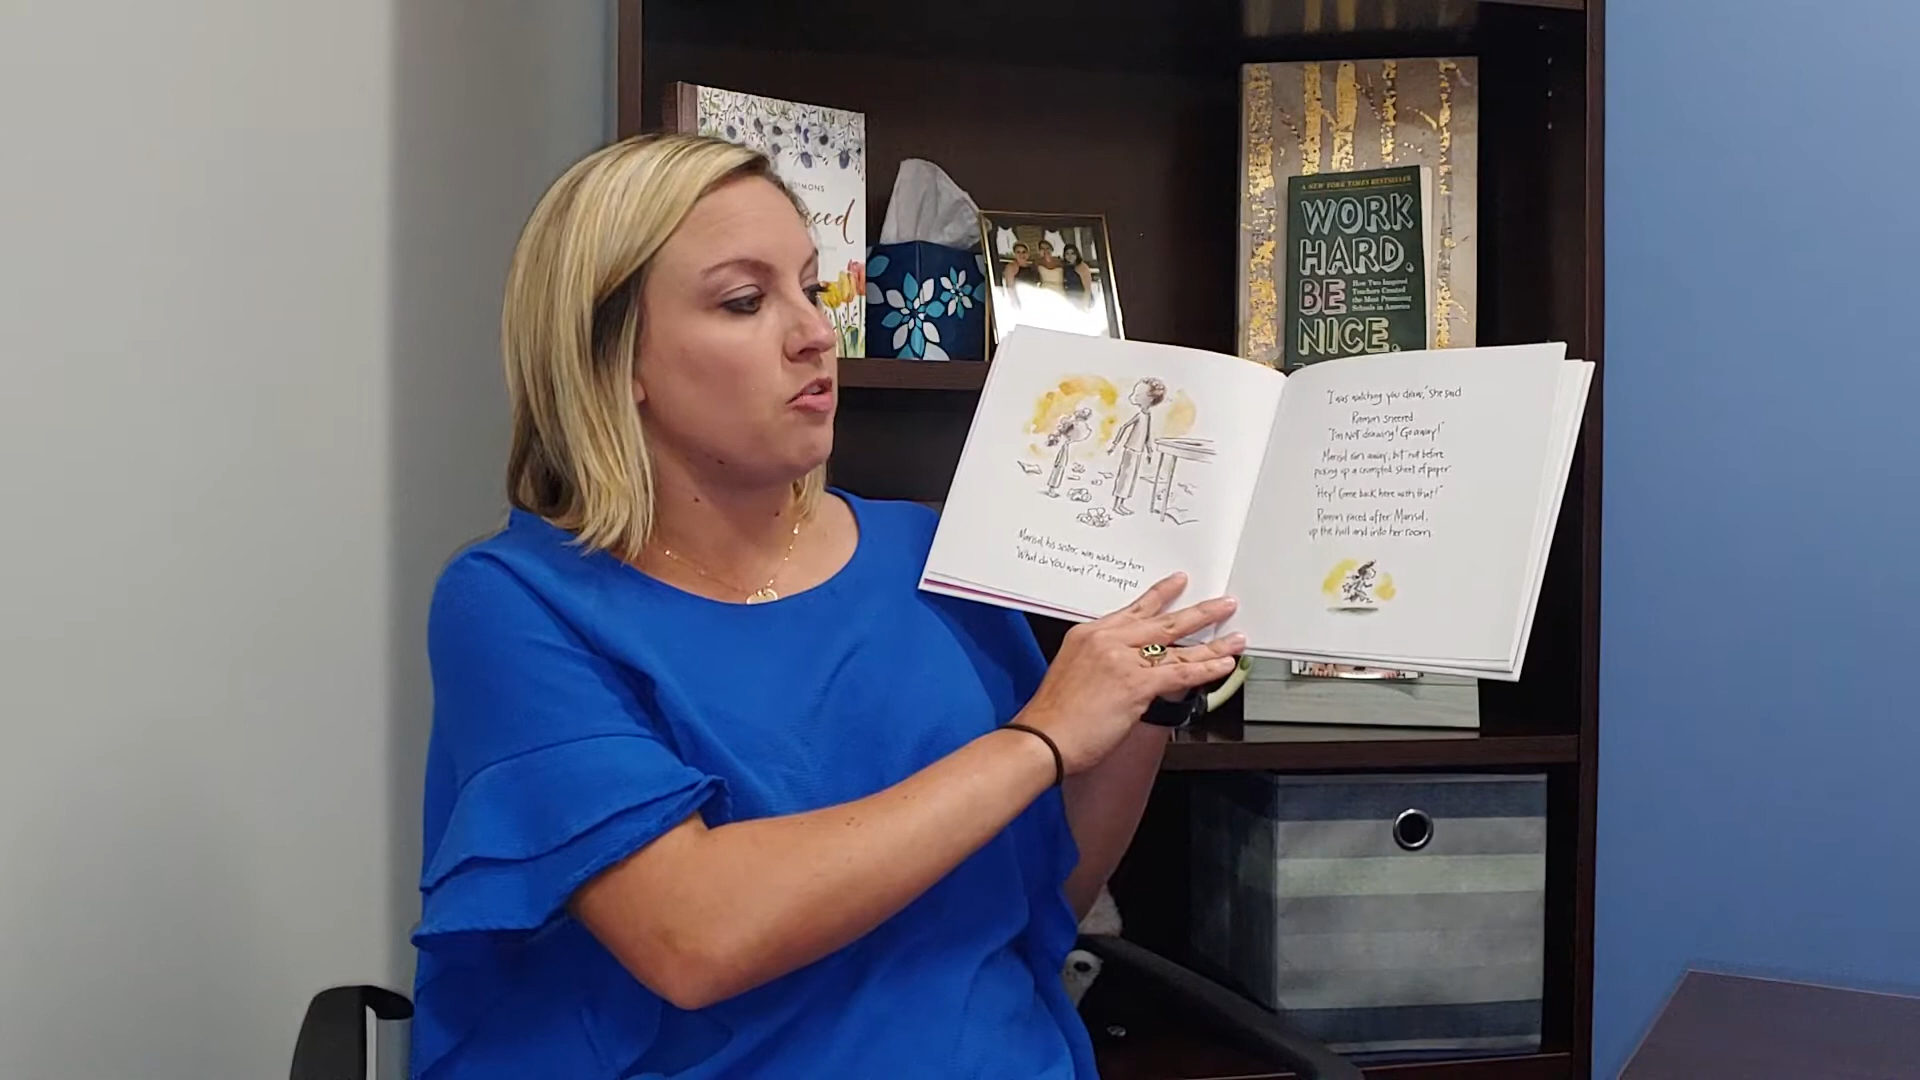 SIMONS
A NEW YORK TIMES BESTSELLER
WORK
HARD.
BE
NICE.
How Two Inspired
Teachers Created
the Most Promising
Schools in America
Marisol, his sister, was watching him.
"What do YOU want?" he snapped.
"I was watching you draw," she said.
Ramon sneered.
"I'm NOT drawing! Go away!"
Marisol ran away, but not before
picking up a crumpled sheet of paper.
"Hey! Come back here with that!"
Ramon raced after Marisol,
up the hall and into her room.